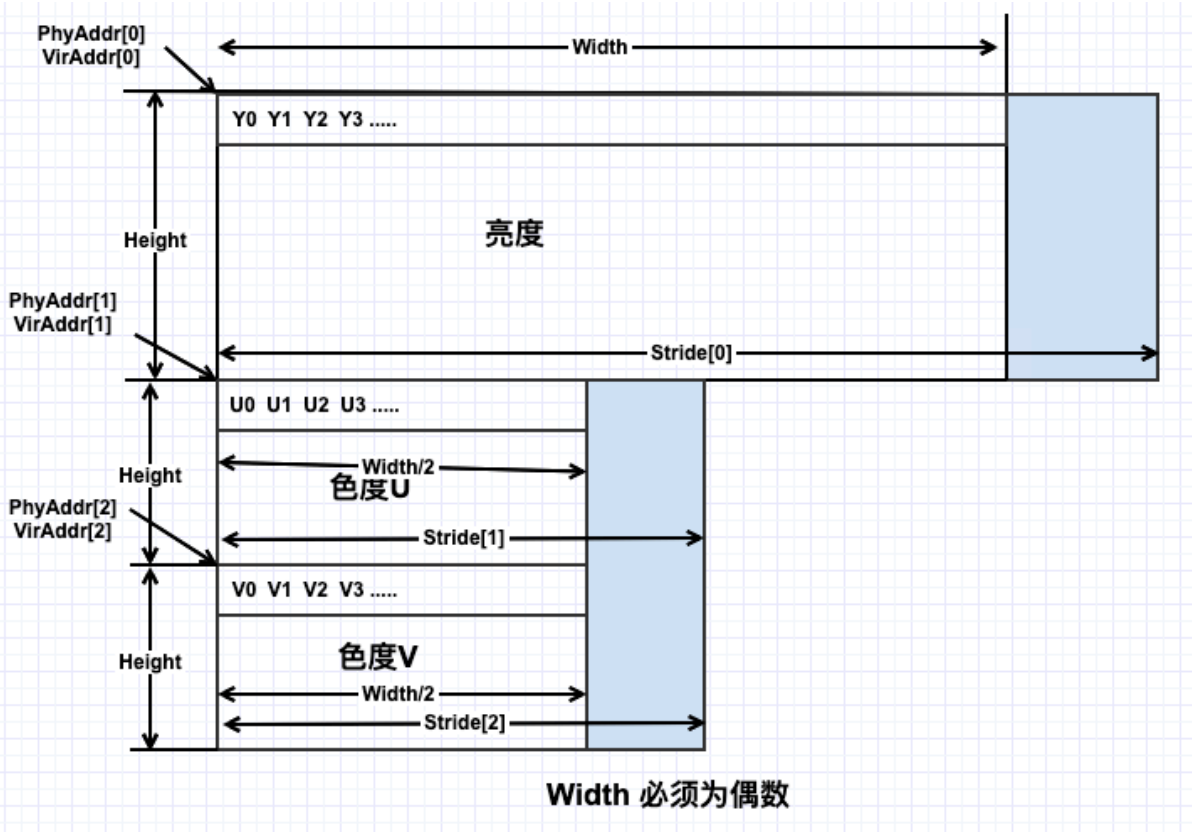 PhyAddr[0]
VirAddr[0]
Width
Y0 Y1 Y2 Y3 .....
亮度
Height
PhyAddr[1]
VirAddr[1]
Stride[0]
U0 U1 U2 U3 .....
Width/2
Height
色度U
PhyAddr[2]
VirAddr[2]
Stride[1]
V0 V1 V2 V3 .....
色度V
Height
Width/2
Stride[2]
Width 必须为偶数